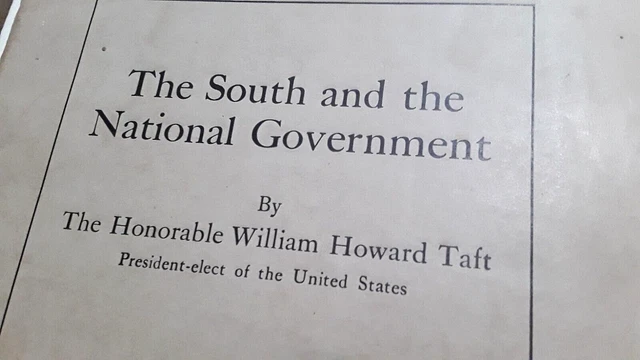 The South and the
National Government
By
The Honorable William Howard Taft
President-elect of the United States